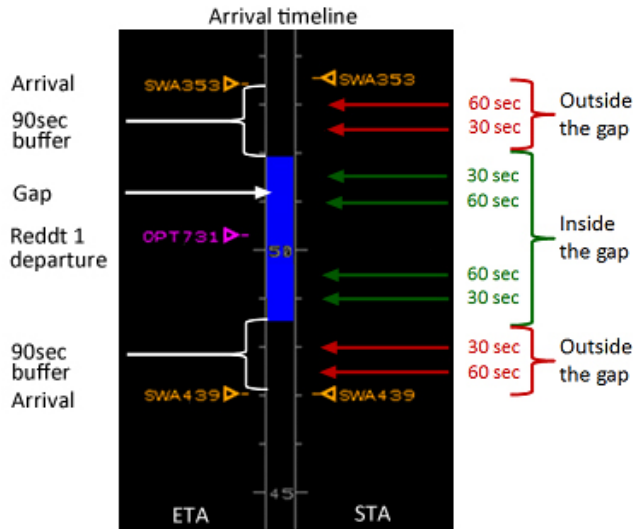 Arrival timeline
Arrival
SWA353
SWA353
90sec
buffer
60 sec
30 sec
Outside
the gap
Gap
30 sec
60 sec
Reddt 1
departure
OPT731
50
Inside
the gap
60 sec
30 sec
90sec
buffer
30 sec
60 sec
Outside
the gap
Arrival
SWA439
SWA439
45
ETA
STA